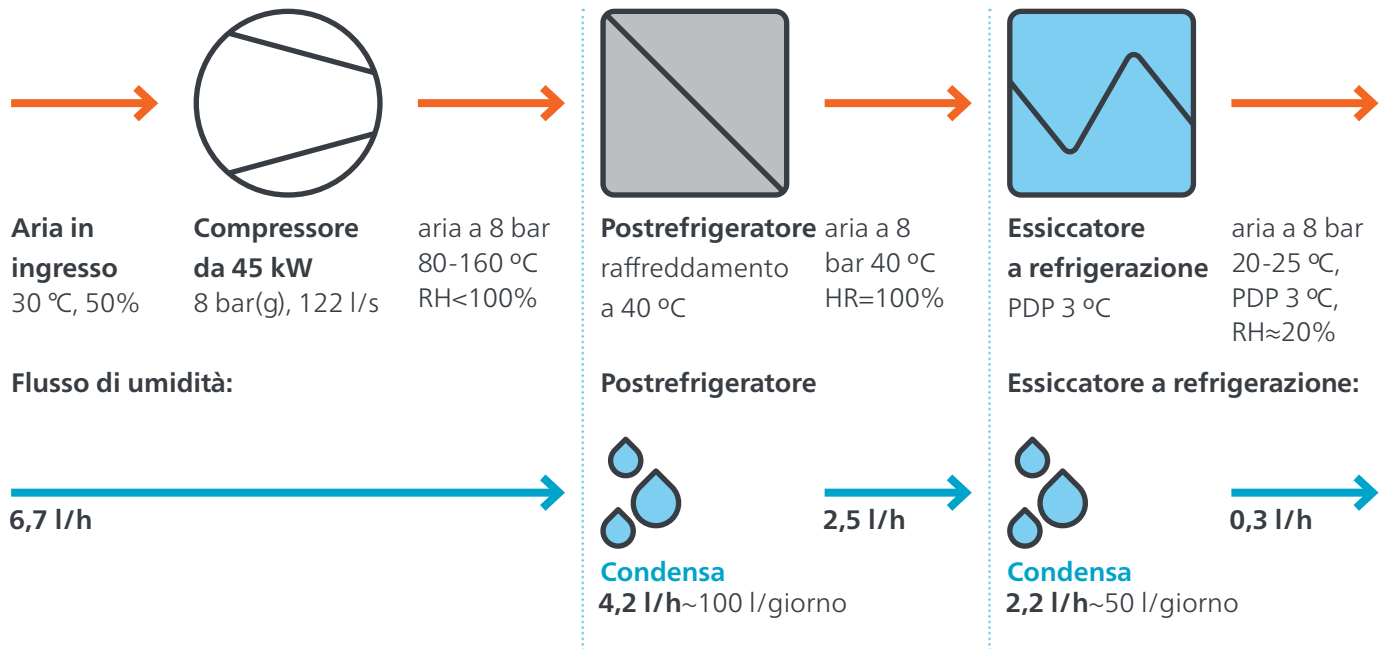 Aria in
ingresso
30 ℃, 50%
Compressore
da 45 kW
8 bar(g), 122 l/s
aria a 8 bar
80-160 ºC
RH<100%
Postrefrigeratore
raffreddamento
a 40 ºC
aria a 8
bar 40 ºC
HR=100%
Essiccatore
a refrigerazione
PDP 3 ºC
aria a 8 bar
20-25 ℃,
PDP 3 ℃,
RH≈20%
Flusso di umidità:
Postrefrigeratore
Essiccatore a refrigerazione:
6,7 l/h
2,5 l/h
0,3 l/h
Condensa
4,2 l/h~100 l/giorno
Condensa
2,2 l/h~50 l/giorno